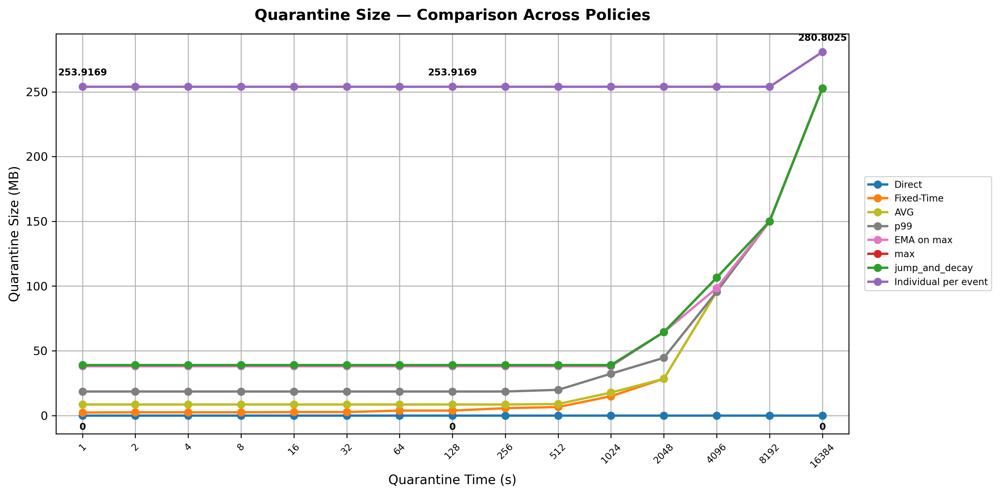 Quarantine Size — Comparison Across Policies
280.8025
253.9169
253.9169
250
200
150
100
50
0
Quarantine Size (MB)
0
0
0
1
2
4
8
16
32
64
128
256
512
1024
2048
4096
8192
16384
Quarantine Time (s)
Direct
Fixed-Time
AVG
p99
EMA on max
max
jump_and_decay
Individual per event